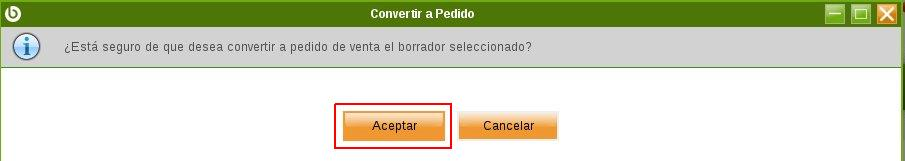 Convertir a Pedido
¿Está seguro de que desea convertir a pedido de venta el borrador seleccionado?
Aceptar
Cancelar